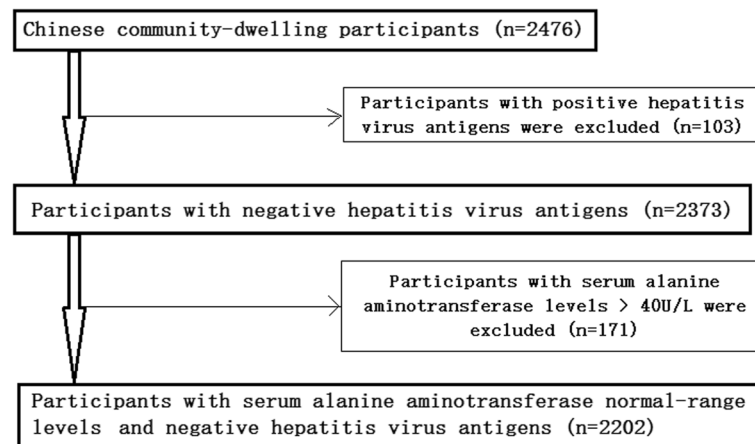 Chinese community-dwelling participants (n=2476)
Participants with positive hepatitis
virus antigens were excluded (n=103)
Participants with negative hepatitis virus antigens (n=2373)
Participants with serum alanine
aminotransferase levels > 40U/L were
excluded (n=171)
Participants with serum alanine aminotransferase normal-range
levels and negative hepatitis virus antigens (n=2202)